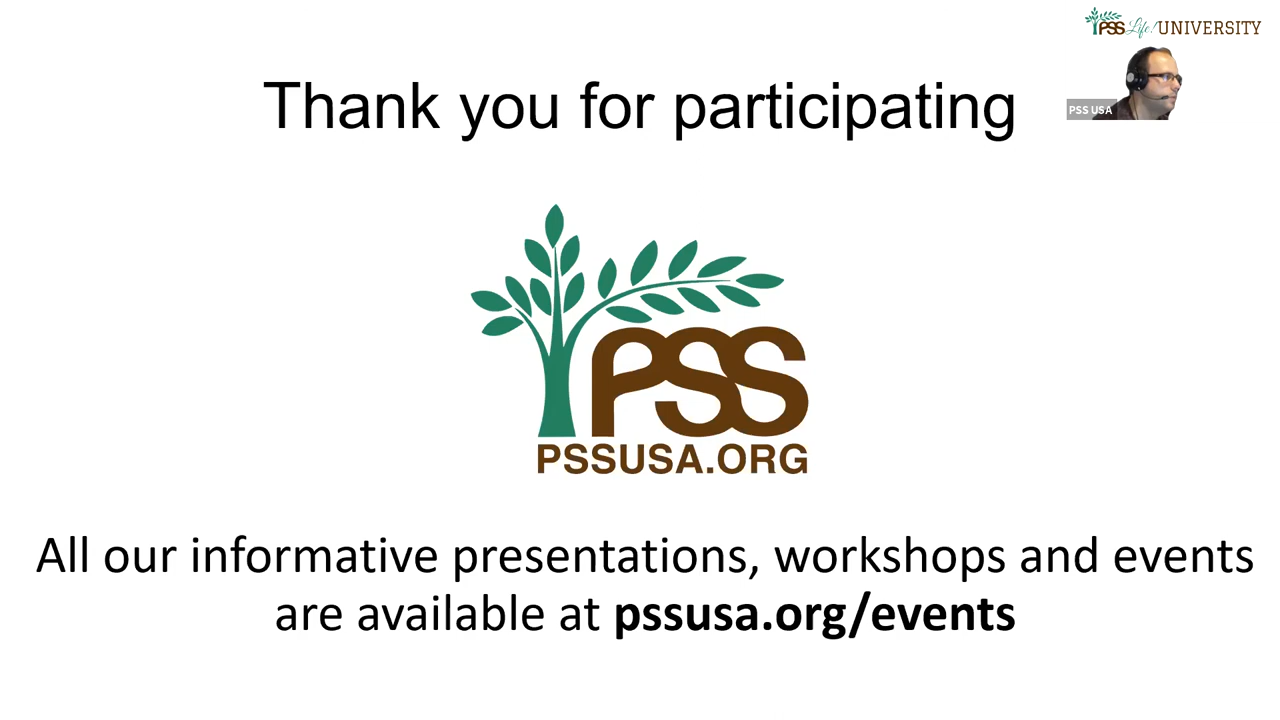 PSS Life! UNIVERSITY
Thank you for participating
PSS USA
PSS
PSSUSA.ORG
All our informative presentations, workshops and events
are available at pssusa.org/events